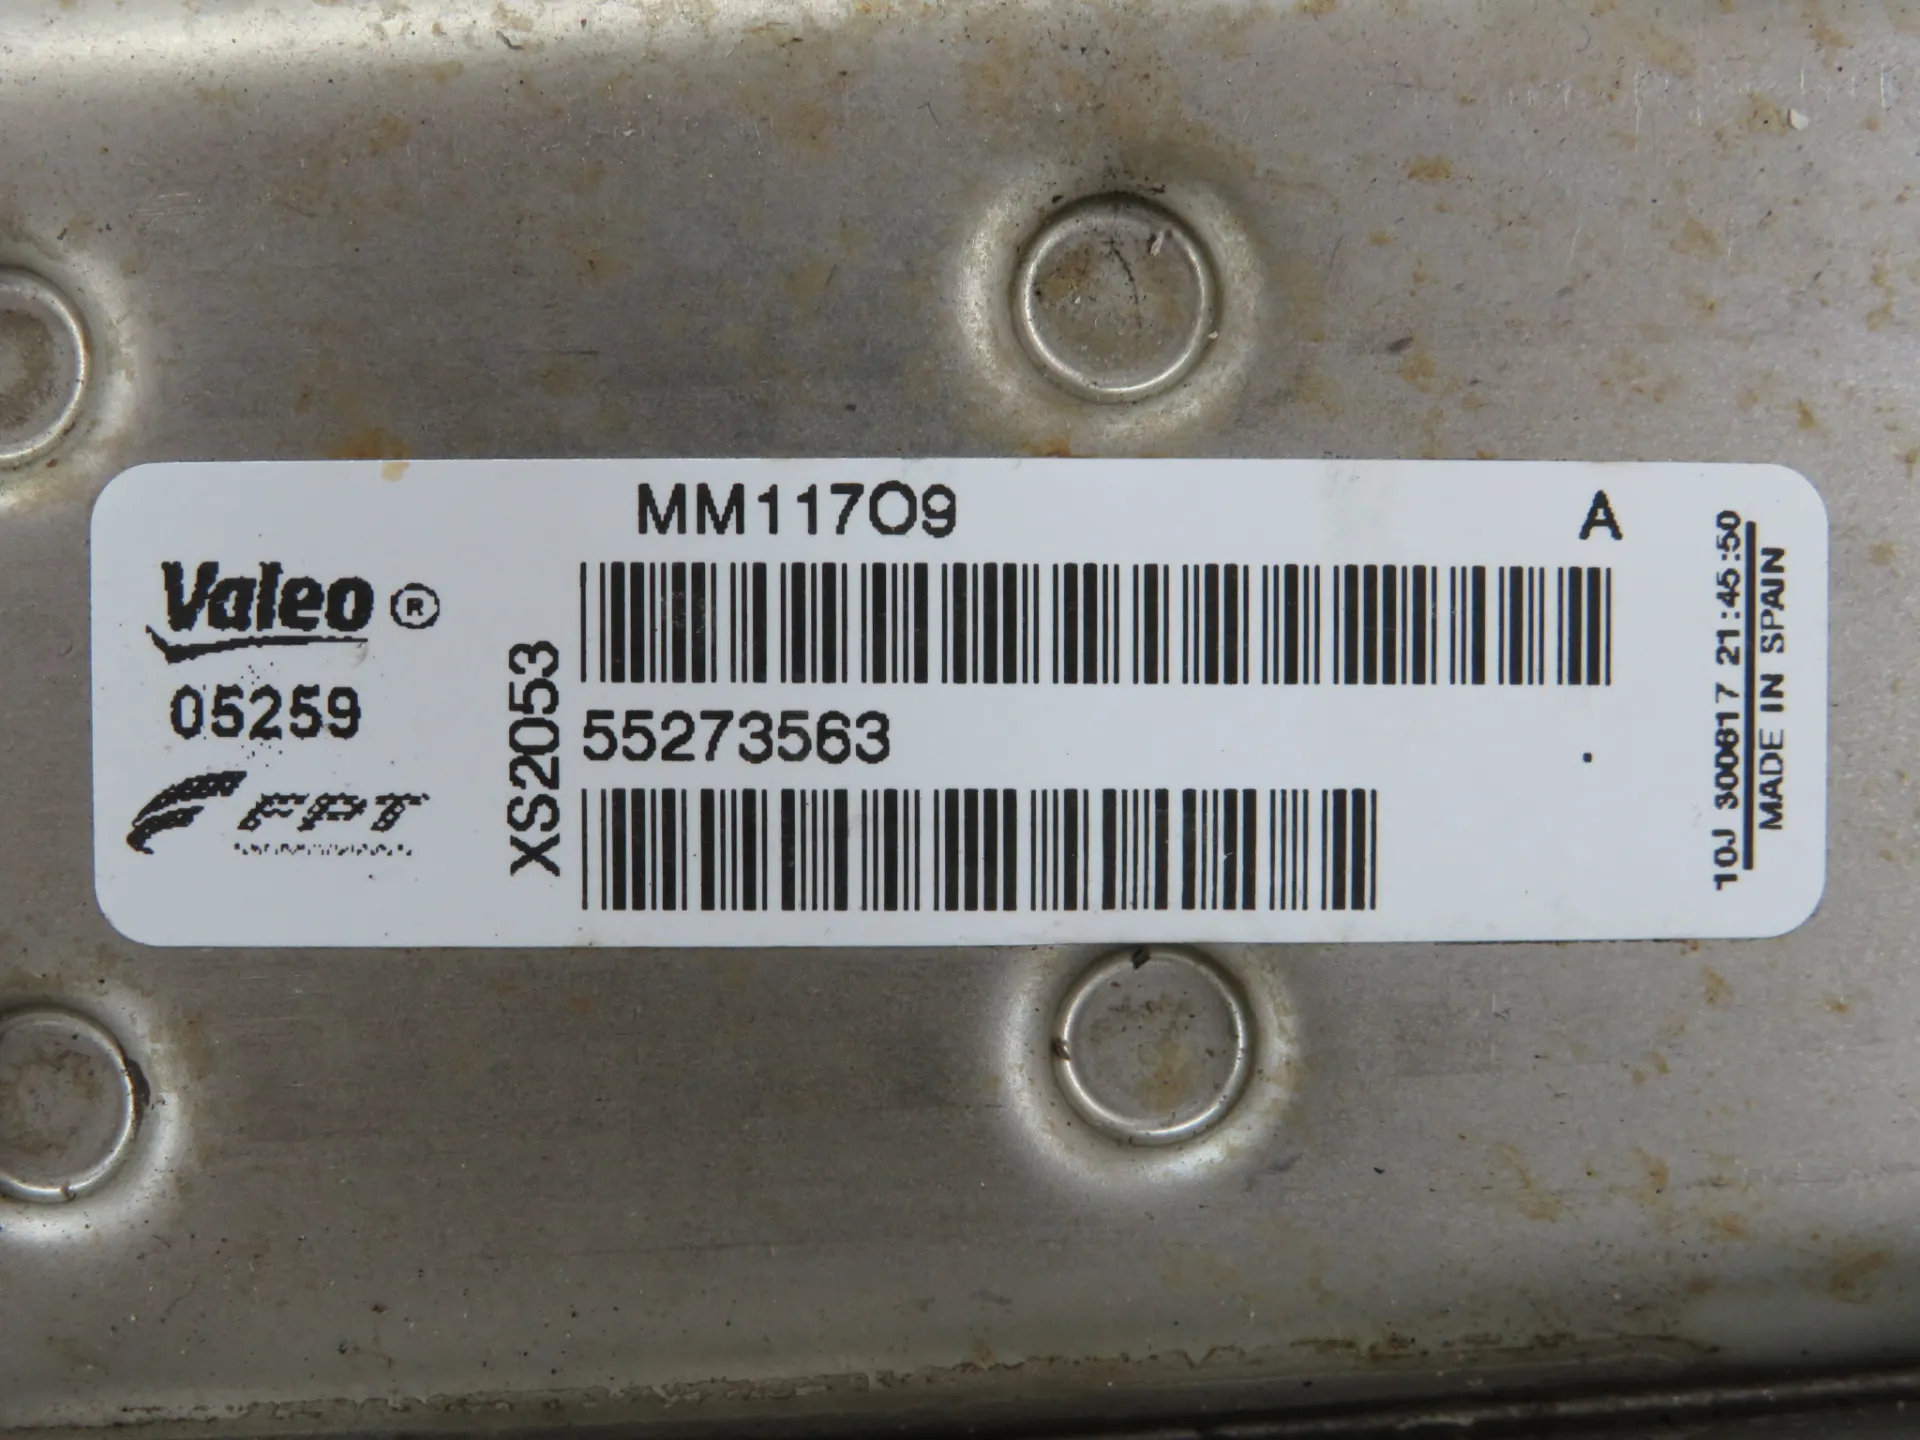 MM11709
A
Valeo®
05259
FPT
XS2053
55273563
.
10J 300817 21:45:50
MADE IN SPAIN